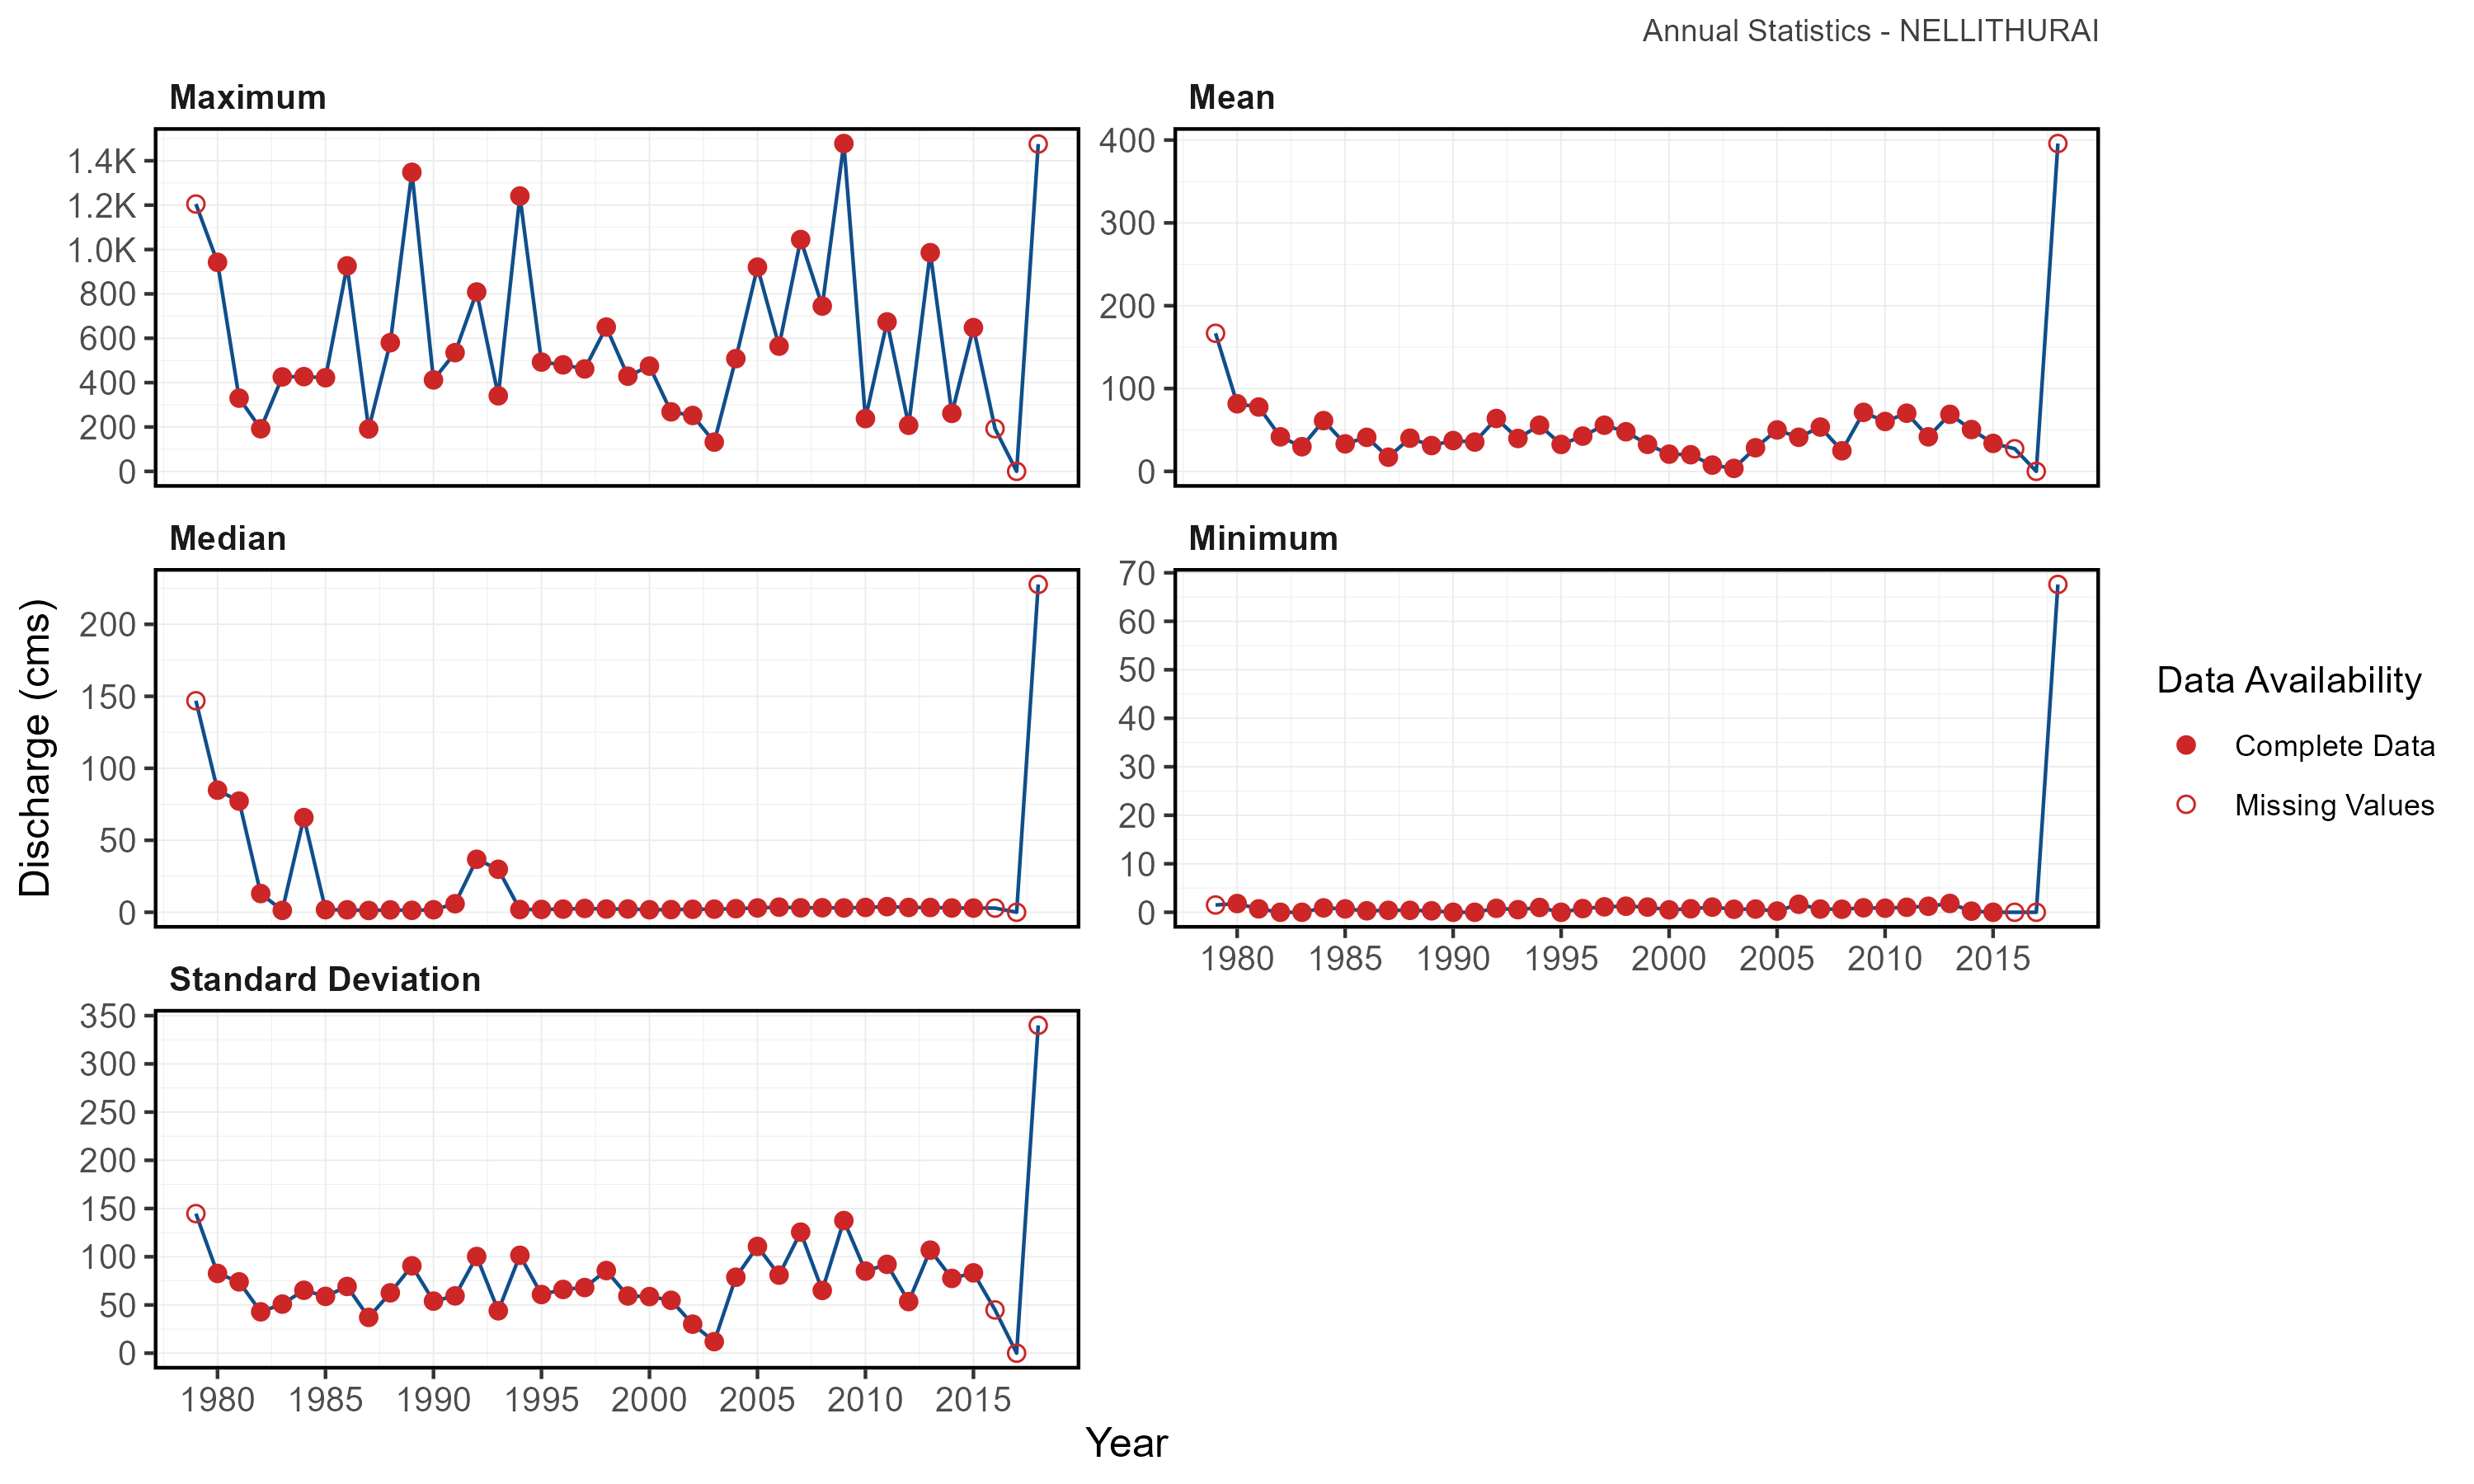 Annual Statistics - NELLITHURAI
Maximum
1.4K
1.2K
1.0K
800
600
400
200
0
Mean
400
300
200
100
0
Discharge (cms)
Median
200
150
100
50
0
Minimum
70
60
50
40
30
20
10
0
1980 1985 1990 1995 2000 2005 2010 2015
Standard Deviation
350
300
250
200
150
100
50
0
1980 1985 1990 1995 2000 2005 2010 2015
Year
Data Availability
Complete Data
Missing Values